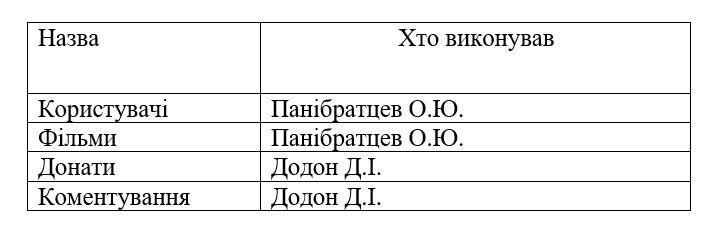 Назва Хто виконував
Користувачі Панібратцев О.Ю.
Фільми Панібратцев О.Ю.
Донати Додон Д.І.
Коментування Додон Д.І.